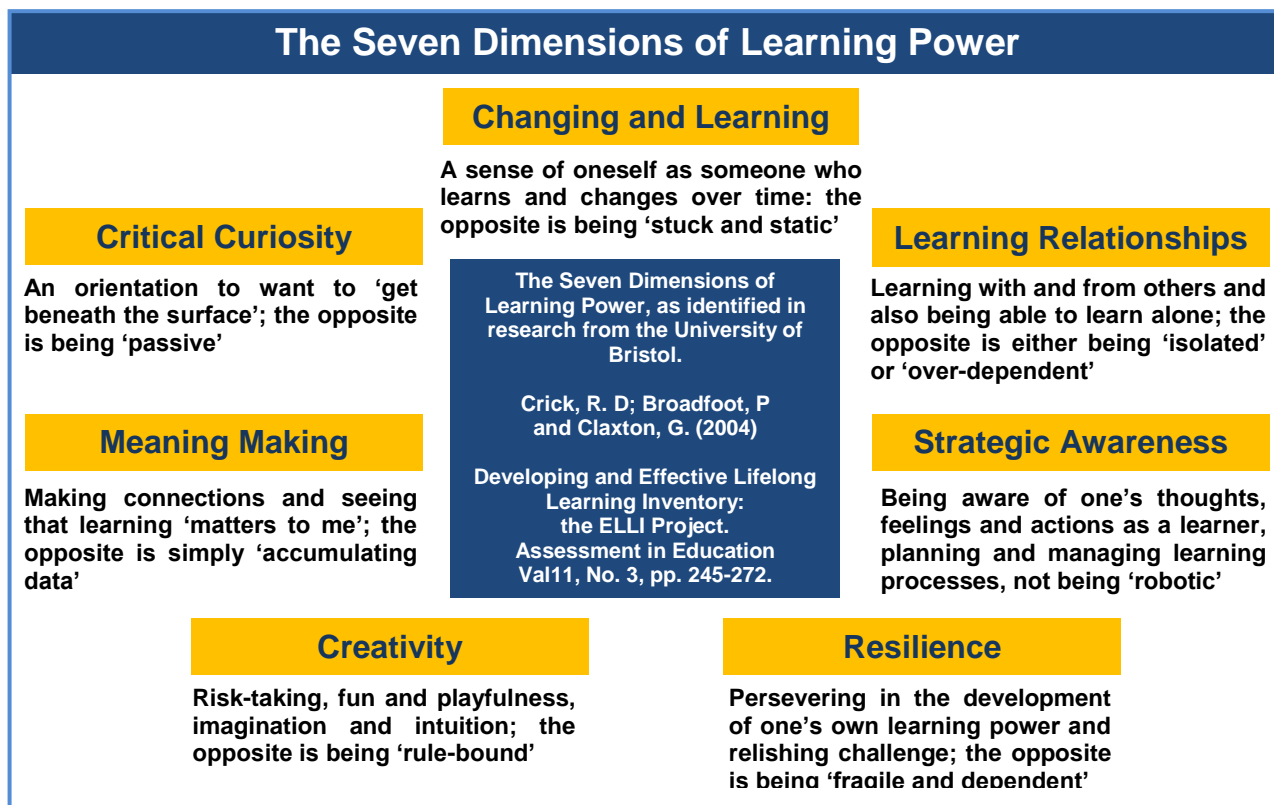 The Seven Dimensions of Learning Power
Changing and Learning
A sense of oneself as someone who
learns and changes over time: the
opposite is being ‘stuck and static’
Critical Curiosity
An orientation to want to ‘get
beneath the surface’; the opposite
is being ‘passive’
Learning Relationships
Learning with and from others and
also being able to learn alone; the
opposite is either being ‘isolated’
or ‘over-dependent’
The Seven Dimensions of
Learning Power, as identified in
research from the University of
Bristol.
Crick, R. D; Broadfoot, P
and Claxton, G. (2004)
Developing and Effective Lifelong
Learning Inventory:
the ELLI Project.
Assessment in Education
Val11, No. 3, pp. 245-272.
Meaning Making
Making connections and seeing
that learning ‘matters to me’; the
opposite is simply ‘accumulating
data’
Strategic Awareness
Being aware of one’s thoughts,
feelings and actions as a learner,
planning and managing learning
processes, not being ‘robotic’
Creativity
Risk-taking, fun and playfulness,
imagination and intuition; the
opposite is being ‘rule-bound’
Resilience
Persevering in the development
of one’s own learning power and
relishing challenge; the opposite
is being ‘fragile and dependent’